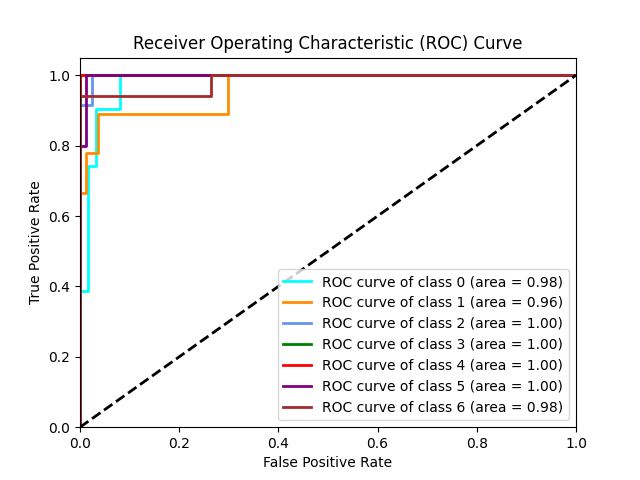 Receiver Operating Characteristic (ROC) Curve
1.0
0.8
0.6
0.4
0.2
0.0
True Positive Rate
ROC curve of class 0 (area = 0.98)
ROC curve of class 1 (area = 0.96)
ROC curve of class 2 (area = 1.00)
ROC curve of class 3 (area = 1.00)
ROC curve of class 4 (area = 1.00)
ROC curve of class 5 (area = 1.00)
ROC curve of class 6 (area = 0.98)
0.0 0.2 0.4 0.6 0.8 1.0
False Positive Rate